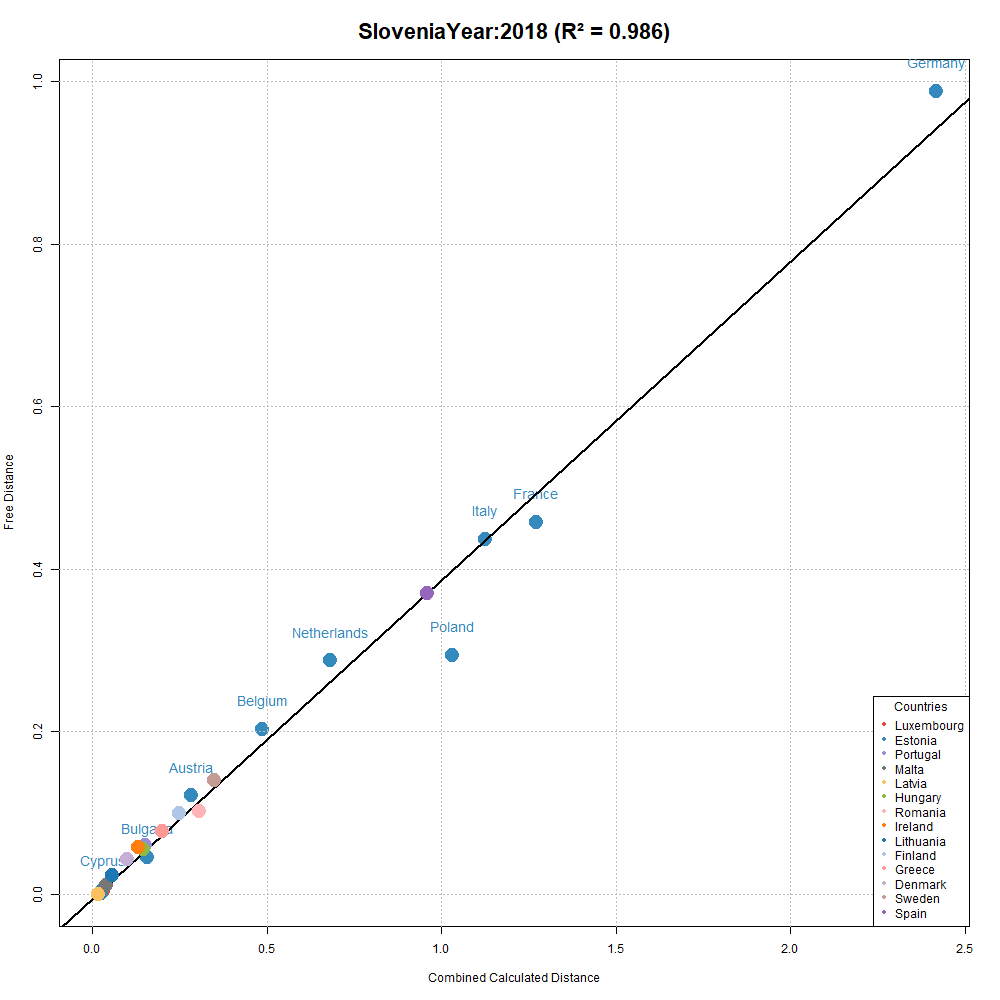 SloveniaYear:2018 (R² = 0.986)
Germany
1.0
0.8
0.6
Free Distance
France
Italy
0.4
Netherlands
Poland
Belgium
0.2
Austria
Bulgaria
Cyprus
0.0
Countries
Luxembourg
Estonia
Portugal
Malta
Latvia
Hungary
Romania
Ireland
Lithuania
Finland
Greece
Denmark
Sweden
Spain
0.0 0.5 1.0 1.5 2.0 2.5
Combined Calculated Distance